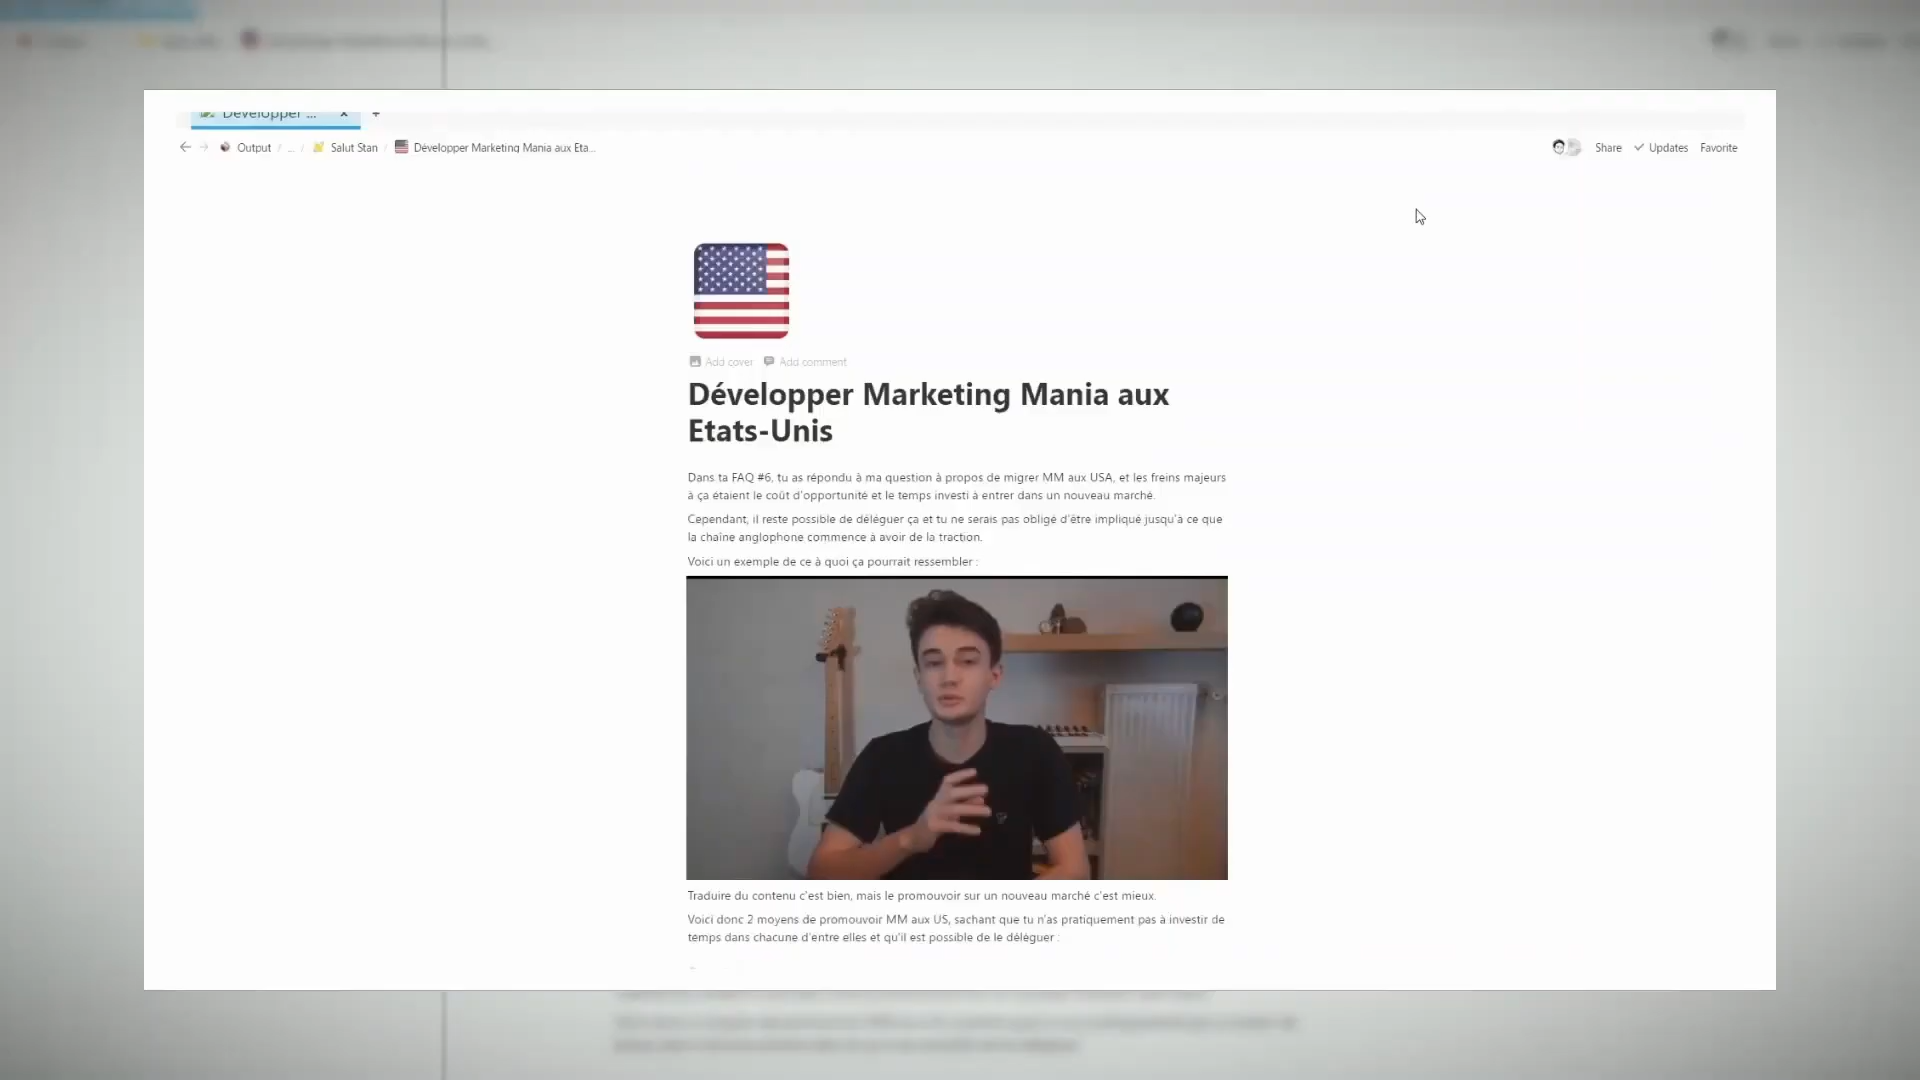 Développer ...
Output / ... / Salut Stan / Développer Marketing Mania aux Eta...
Share Updates Favorite
Add cover Add comment
Développer Marketing Mania aux
Etats-Unis
Dans ta FAQ #6, tu as répondu à ma question à propos de migrer MM aux USA, et les freins majeurs
à ça étaient le coût d'opportunité et le temps investi à entrer dans un nouveau marché.
Cependant, il reste possible de déléguer ça et tu ne serais pas obligé d'être impliqué jusqu'à ce que
la chaîne anglophone commence à avoir de la traction.
Voici un exemple de ce à quoi ça pourrait ressembler :
Traduire du contenu c'est bien, mais le promouvoir sur un nouveau marché c'est mieux.
Voici donc 2 moyens de promouvoir MM aux US, sachant que tu n'as pratiquement pas à investir de
temps dans chacune d'entre elles et qu'il est possible de le déléguer :